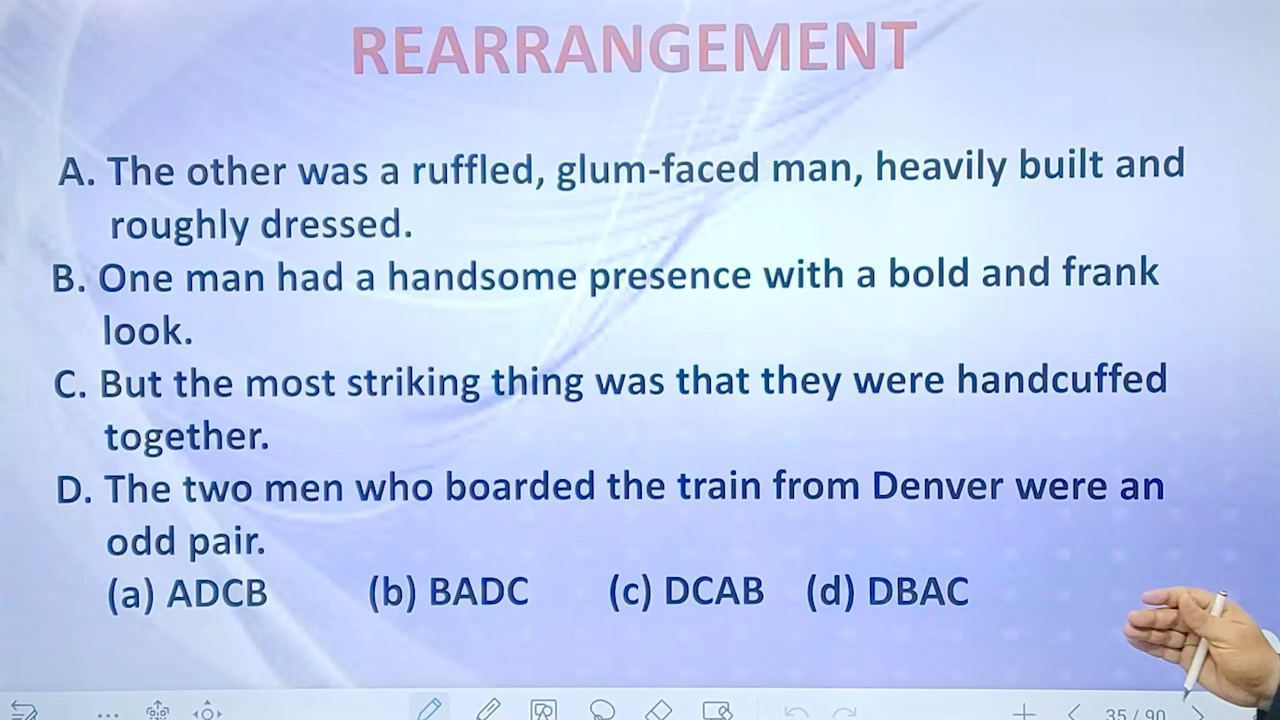 REARRANGEMENT
A. The other was a ruffled, glum-faced man, heavily built and
roughly dressed.
B. One man had a handsome presence with a bold and frank
look.
C. But the most striking thing was that they were handcuffed
together.
D. The two men who boarded the train from Denver were an
odd pair.
(a) ADCB (b) BADC (c) DCAB (d) DBAC
35 / 90